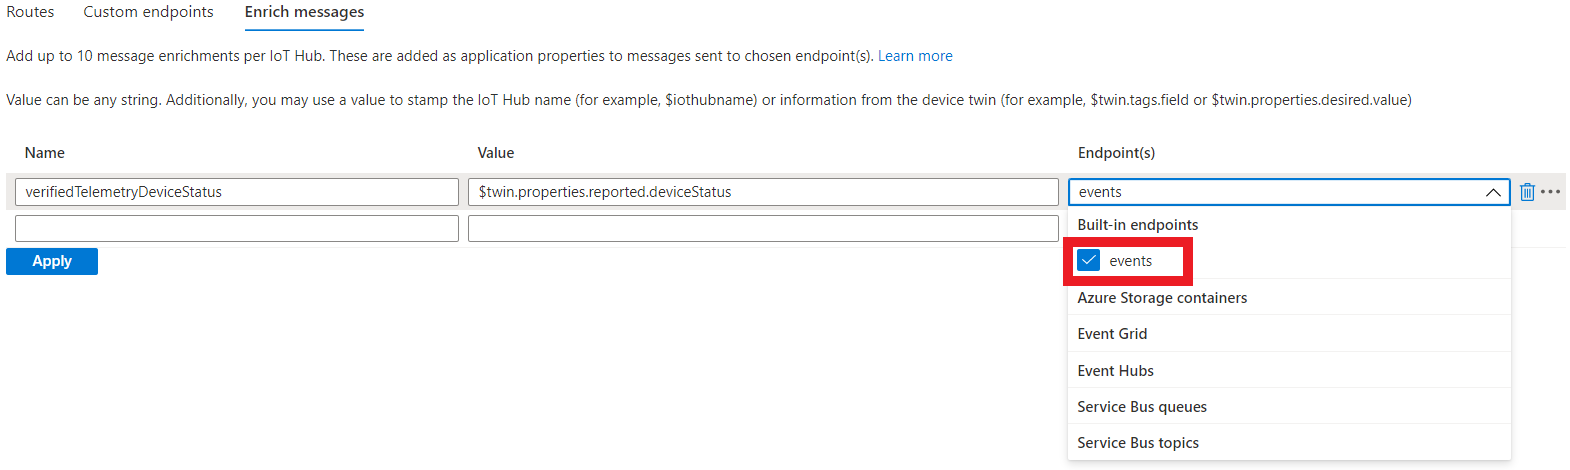 Routes Custom endpoints Enrich messages
Add up to 10 message enrichments per IoT Hub. These are added as application properties to messages sent to chosen endpoint(s). Learn more
Value can be any string. Additionally, you may use a value to stamp the IoT Hub name (for example, $iothubname) or information from the device twin (for example, $twin.tags.field or $twin.properties.desired.value)
Name Value Endpoint(s)
verifiedTelemetryDeviceStatus $twin.properties.reported.deviceStatus events
Built-in endpoints
Apply events
Azure Storage containers
Event Grid
Event Hubs
Service Bus queues
Service Bus topics